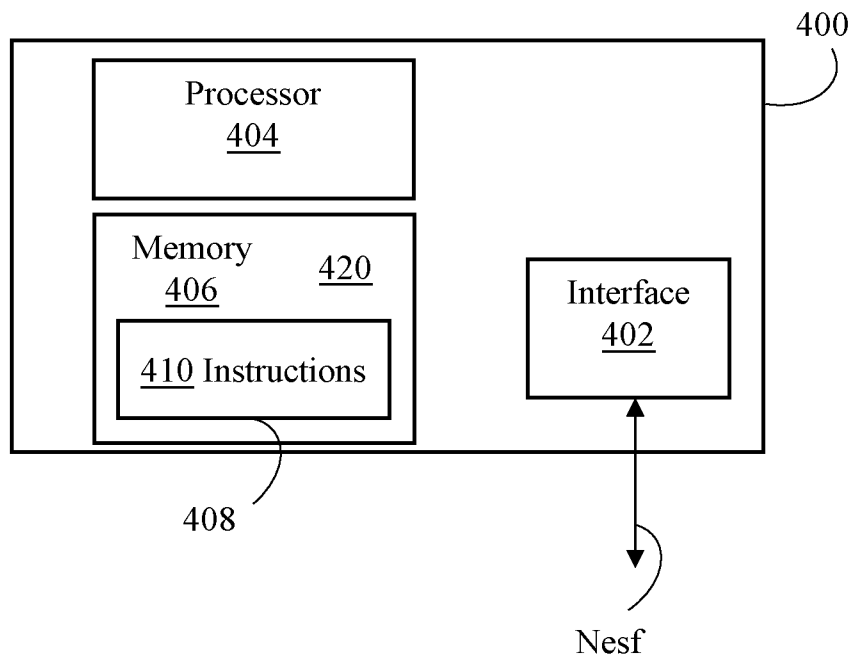 400
Processor
404
Memory
406
420
410 Instructions
Interface
402
408
Nesf